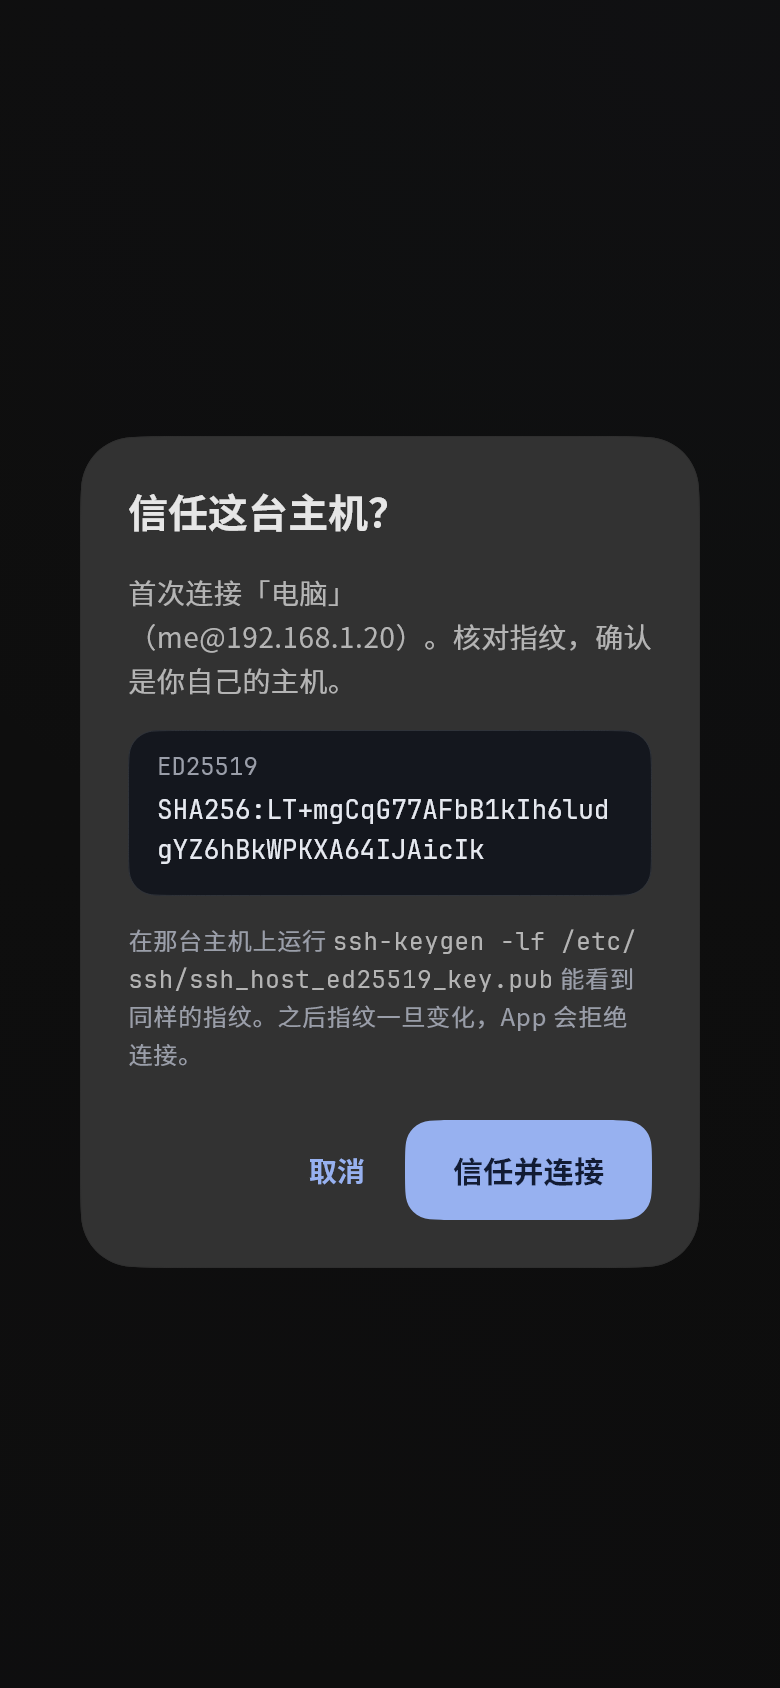 信任这台主机？
首次连接「电脑」
（me@192.168.1.20）。核对指纹，确认
是你自己的主机。
ED25519
SHA256:LT+mgCqG77AFbB1kIh6lud
gYZ6hBkWPKXA64IJAicIk
在那台主机上运行 ssh-keygen -lf /etc/
ssh/ssh_host_ed25519_key.pub 能看到
同样的指纹。之后指纹一旦变化，App 会拒绝
连接。
取消
信任并连接